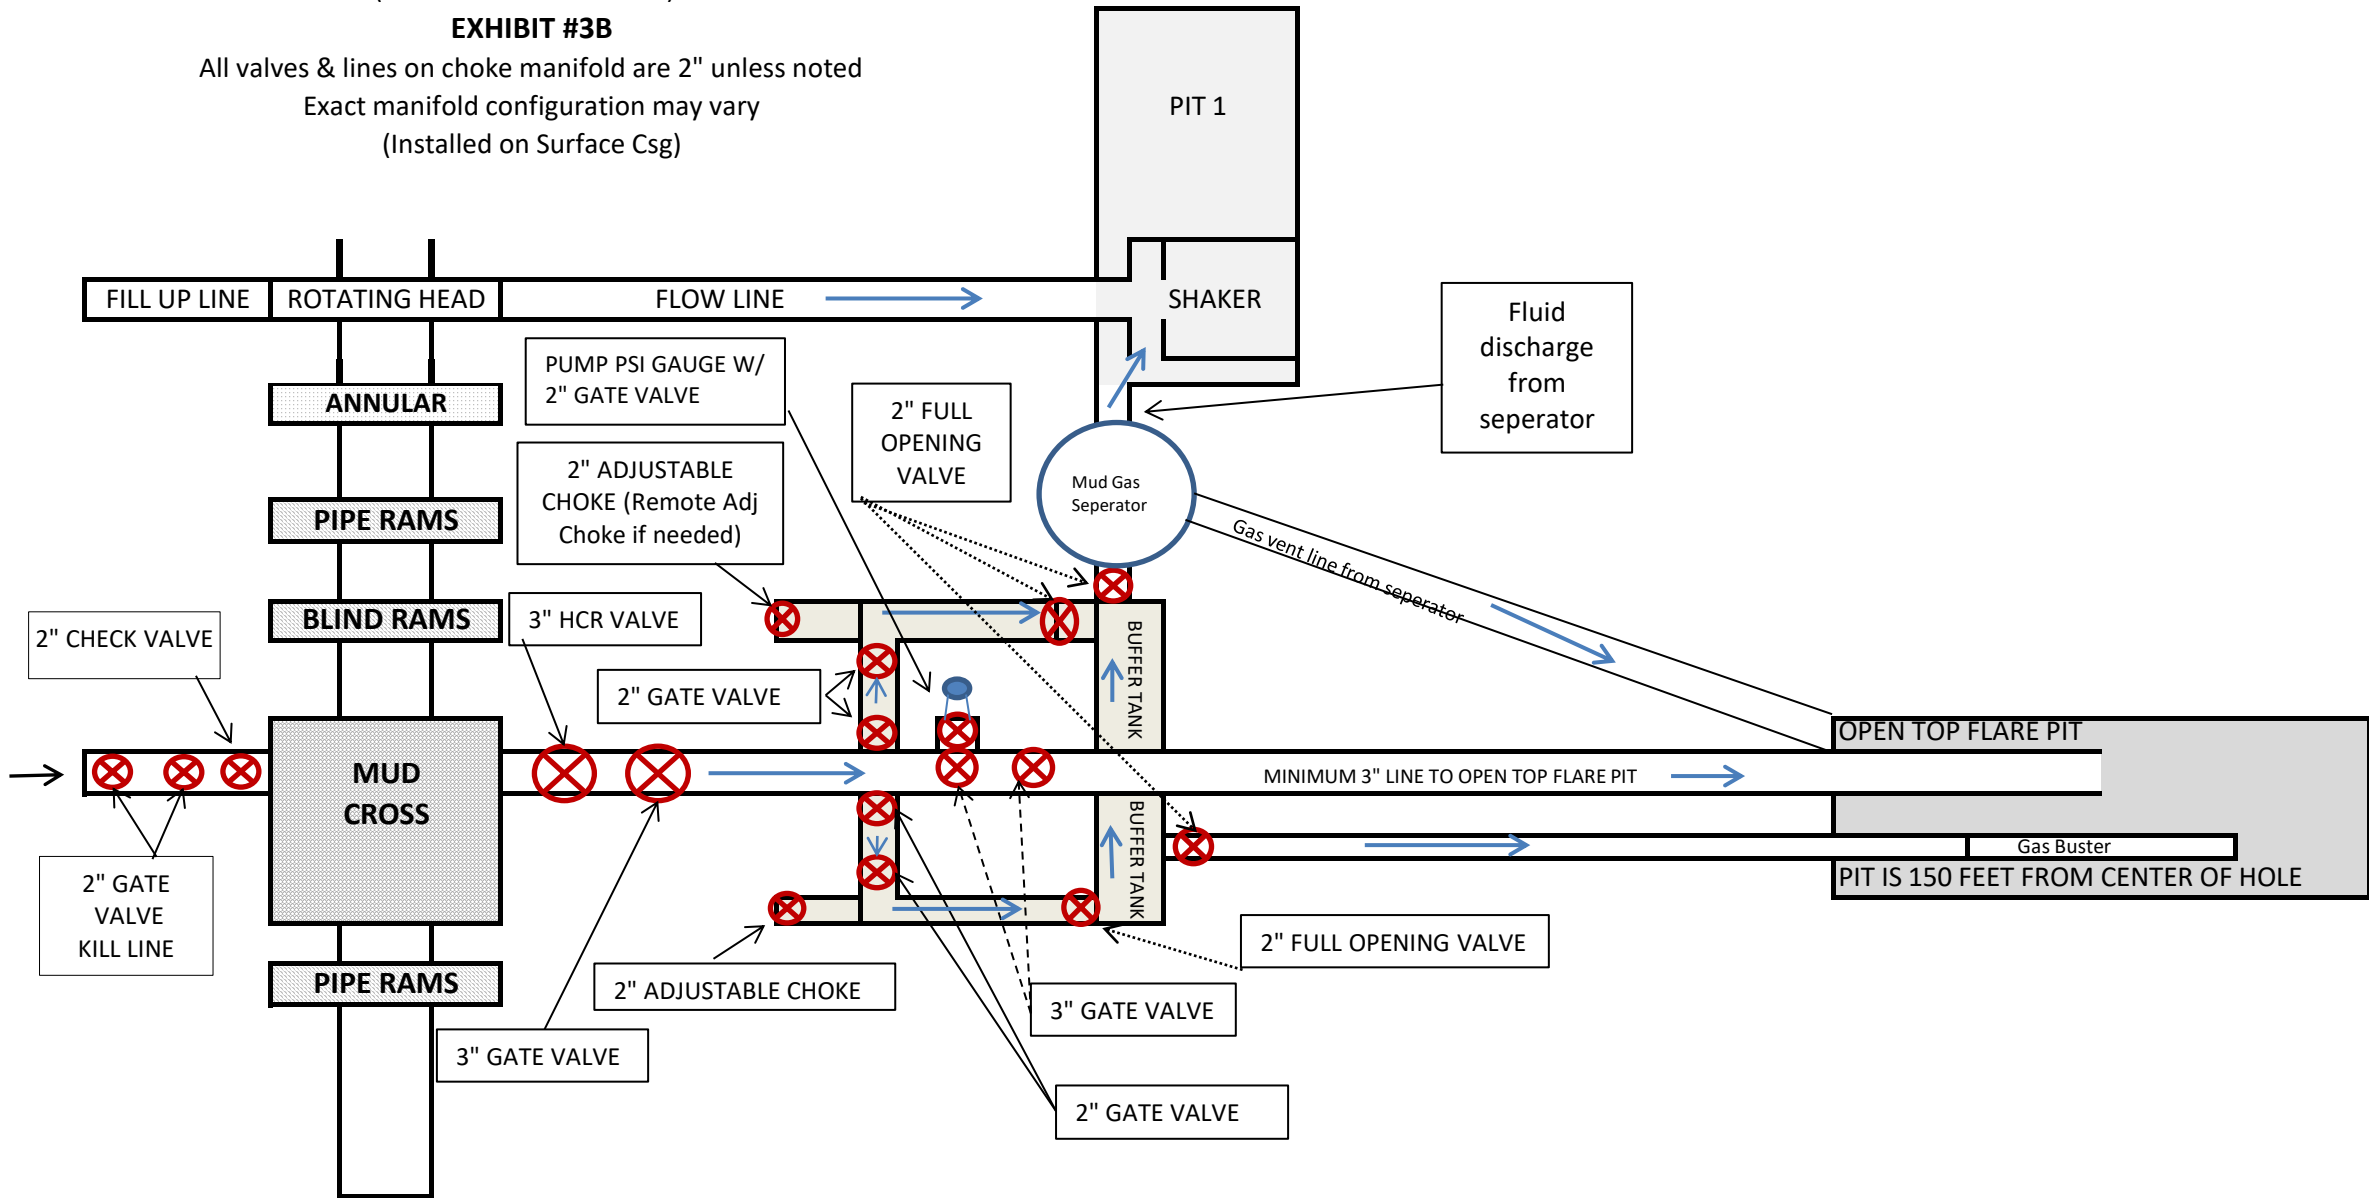 EXHIBIT #3B
All valves & lines on choke manifold are 2" unless noted
Exact manifold configuration may vary
(Installed on Surface Csg)
PIT 1
FILL UP LINE
ROTATING HEAD
FLOW LINE
SHAKER
Fluid
discharge
from
seperator
PUMP PSI GAUGE W/
2" GATE VALVE
ANNULAR
2" FULL
OPENING
VALVE
2" ADJUSTABLE
CHOKE (Remote Adj
Choke if needed)
Mud Gas
Seperator
PIPE RAMS
Gas vent line from seperator
BLIND RAMS
3" HCR VALVE
2" CHECK VALVE
2" GATE VALVE
BUFFER TANK
OPEN TOP FLARE PIT
MUD
CROSS
MINIMUM 3" LINE TO OPEN TOP FLARE PIT
BUFFER TANK
Gas Buster
PIT IS 150 FEET FROM CENTER OF HOLE
2" GATE
VALVE
KILL LINE
2" FULL OPENING VALVE
PIPE RAMS
2" ADJUSTABLE CHOKE
3" GATE VALVE
3" GATE VALVE
2" GATE VALVE